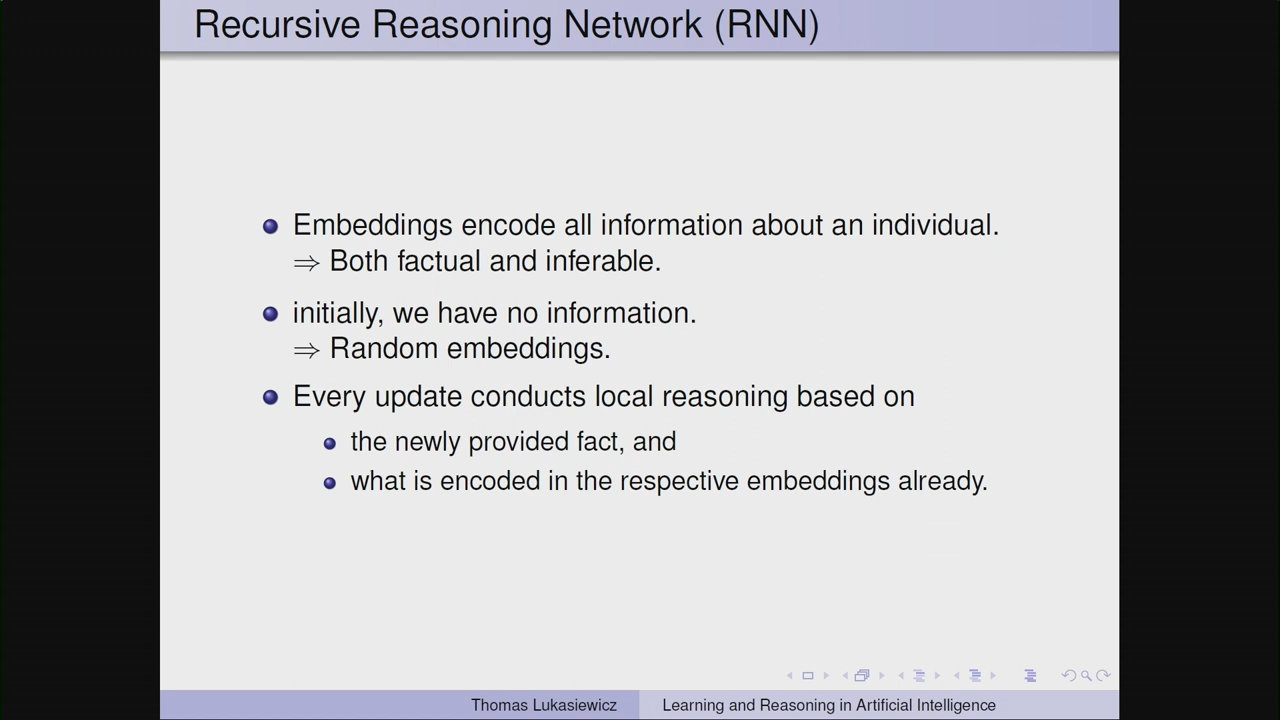 Recursive Reasoning Network (RNN)
Embeddings encode all information about an individual.
⇒ Both factual and inferable.
initially, we have no information.
⇒ Random embeddings.
Every update conducts local reasoning based on
the newly provided fact, and
what is encoded in the respective embeddings already.
Thomas Lukasiewicz
Learning and Reasoning in Artificial Intelligence